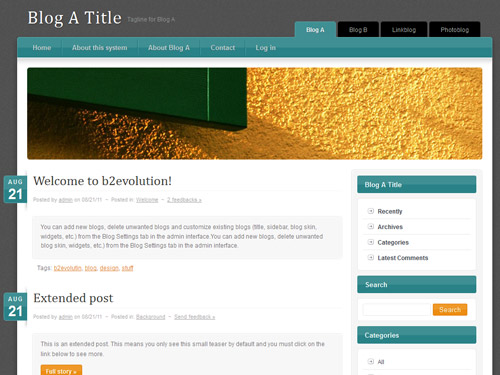 Blog A Title Tagline for Blog A
Blog A Blog B Linkblog Photoblog
Home About this system About Blog A Contact Log in
AUG
21
Welcome to b2evolution!
Posted by admin on 08/21/11 • Posted in: Welcome • 2 feedbacks »
You can add new blogs, delete unwanted blogs and customize existing blogs (title, sidebar, blog skin,
widgets, etc.) from the Blog Settings tab in the admin interface.You can add new blogs, delete unwanted
blog skin, widgets, etc.) from the Blog Settings tab in the admin interface.
Tags: b2evolutin, blog, design, stuff
AUG
21
Extended post
Posted by admin on 08/21/11 • Posted in: Background • Send feedback »
This is an extended post. This means you only see this small teaser by default and you must click on the
link below to see more.
Full story »
Blog A Title
Recently
Archives
Categories
Latest Comments
Search
Search
Categories
All